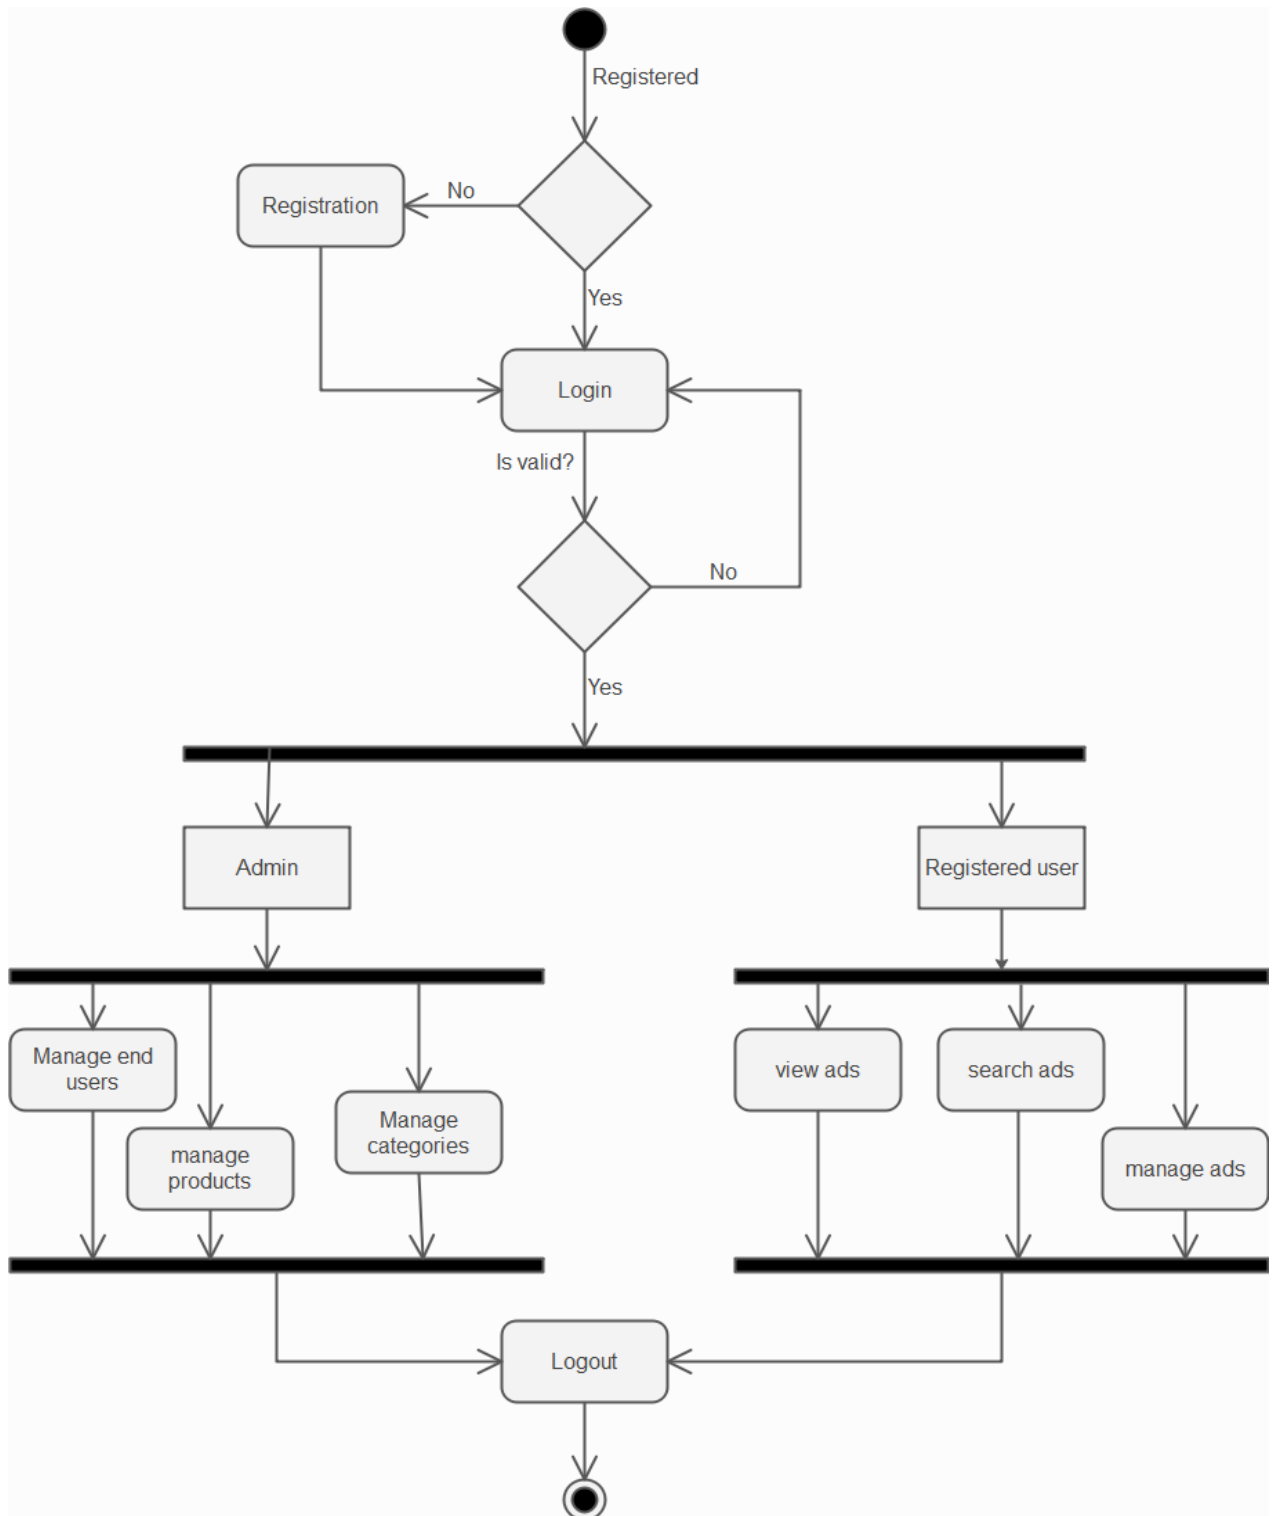 Registered
No
Registration
Yes
Login
Is valid?
No
Yes
Admin
Registered user
Manage end
users
view ads
search ads
Manage
categories
manage
products
manage ads
Logout